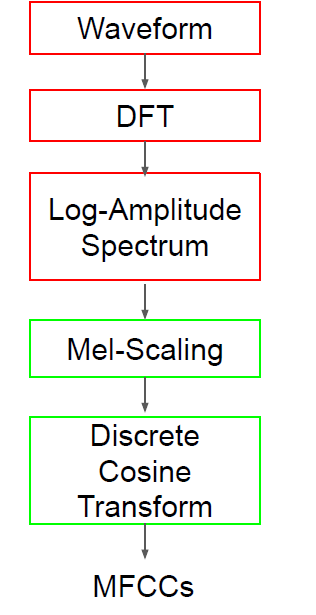 Waveform
DFT
Log-Amplitude
Spectrum
Mel-Scaling
Discrete
Cosine
Transform
MFCCs